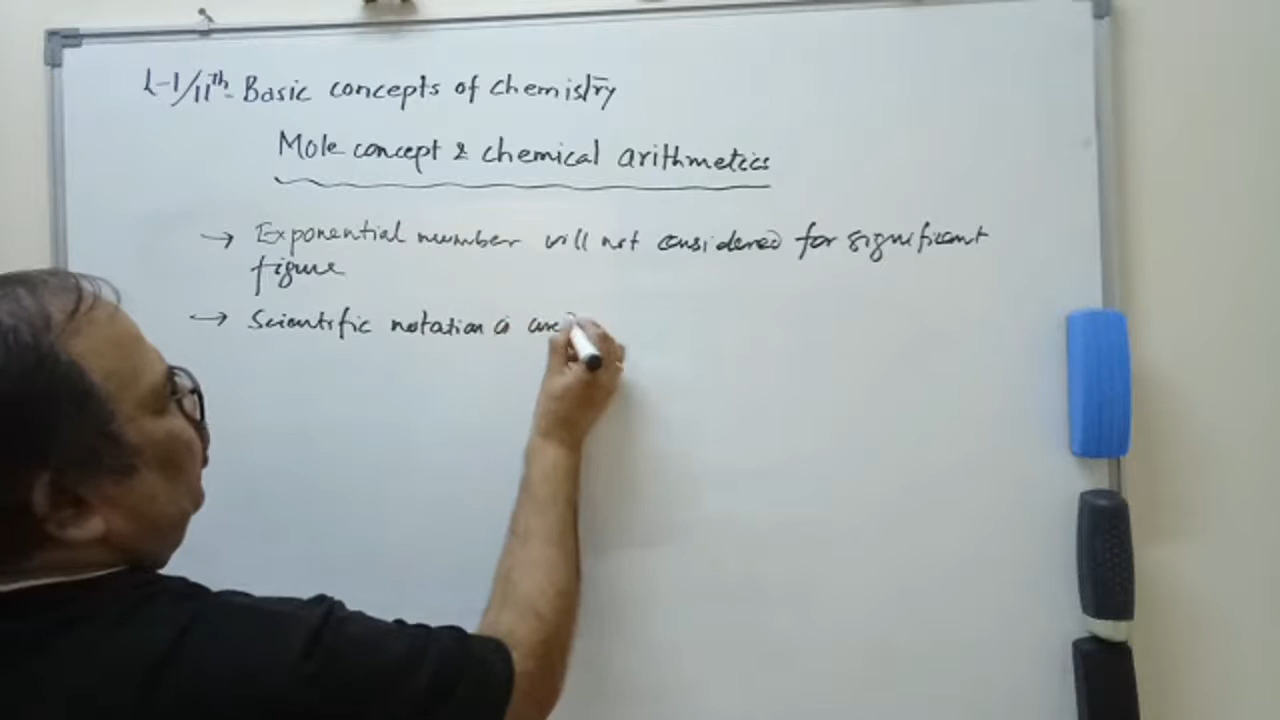 L-1/11th- Basic concepts of chemistry
Mole concept & chemical arithmetics
→ Exponential number will not considered for significant
figure
→ Scientific notation is